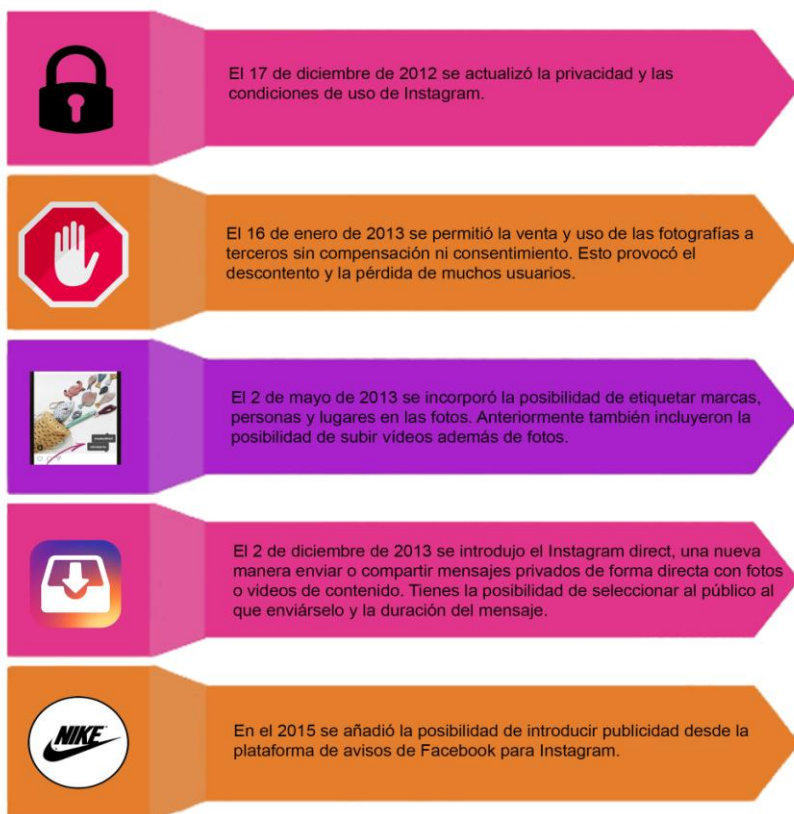 El 17 de diciembre de 2012 se actualizó la privacidad y las
condiciones de uso de Instagram.
El 16 de enero de 2013 se permitió la venta y uso de las fotografías a
terceros sin compensación ni consentimiento. Esto provocó el
descontento y la pérdida de muchos usuarios.
El 2 de mayo de 2013 se incorporó la posibilidad de etiquetar marcas,
personas y lugares en las fotos. Anteriormente también incluyeron la
posibilidad de subir vídeos además de fotos.
El 2 de diciembre de 2013 se introdujo el Instagram direct, una nueva
manera enviar o compartir mensajes privados de forma directa con fotos
o videos de contenido. Tienes la posibilidad de seleccionar al público al
que enviárselo y la duración del mensaje.
NIKE
En el 2015 se añadió la posibilidad de introducir publicidad desde la
plataforma de avisos de Facebook para Instagram.